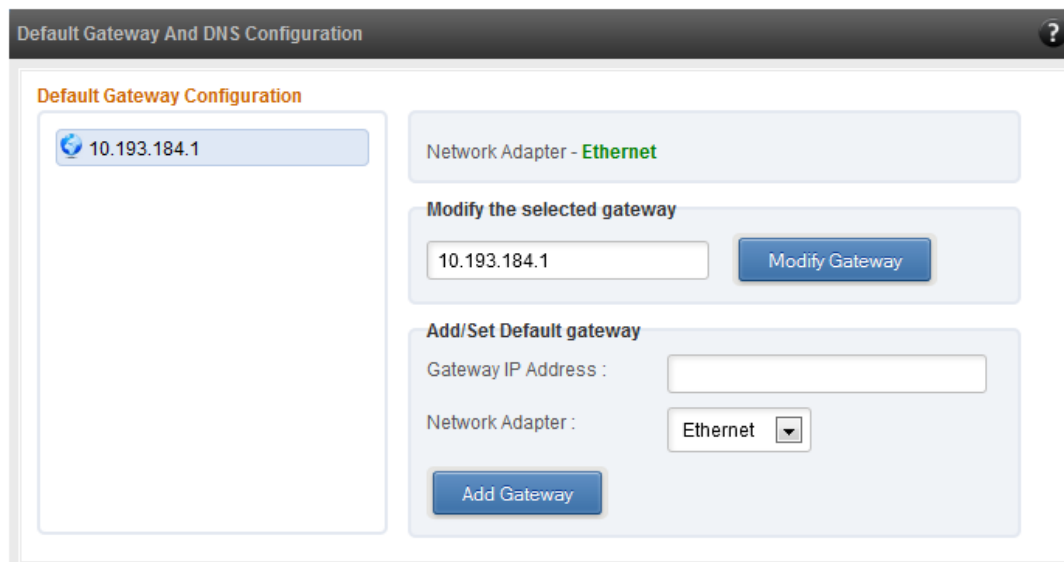 Default Gateway And DNS Configuration ?
Default Gateway Configuration
10.193.184.1
Network Adapter - Ethernet
Modify the selected gateway
10.193.184.1 Modify Gateway
Add/Set Default gateway
Gateway IP Address :
Network Adapter : Ethernet
Add Gateway